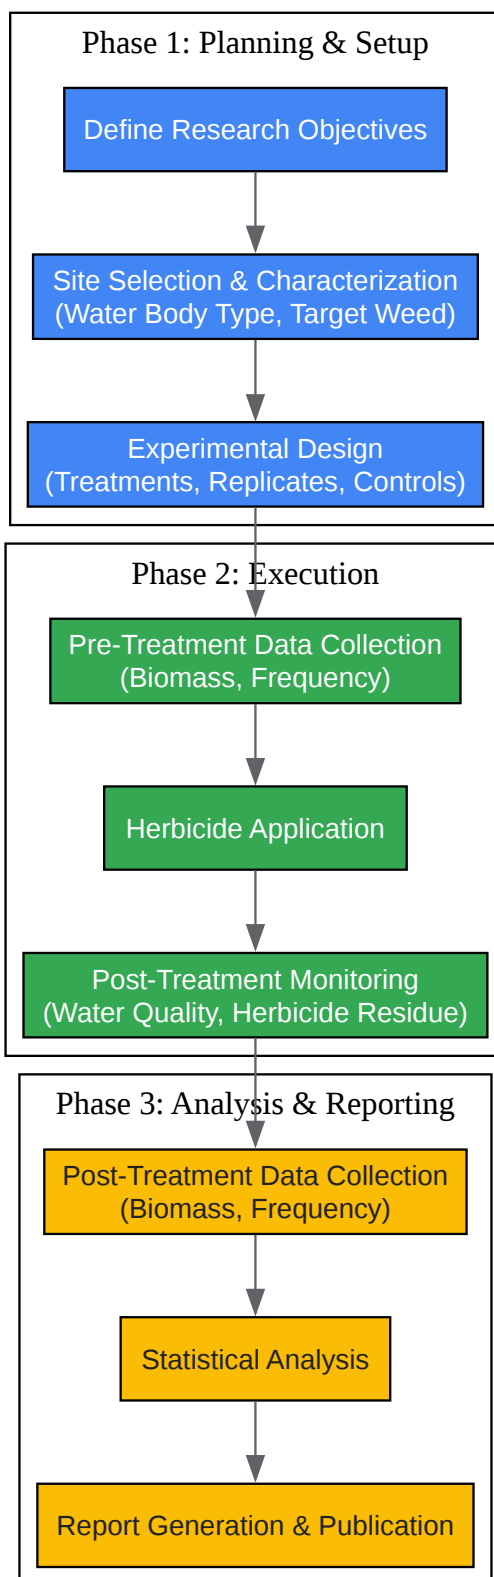 Phase 1: Planning & Setup
Define Research Objectives
Site Selection & Characterization
(Water Body Type, Target Weed)
Experimental Design
(Treatments, Replicates, Controls)
Phase 2: Execution
Pre-Treatment Data Collection
(Biomass, Frequency)
Herbicide Application
Post-Treatment Monitoring
(Water Quality, Herbicide Residue)
Phase 3: Analysis & Reporting
Post-Treatment Data Collection
(Biomass, Frequency)
Statistical Analysis
Report Generation & Publication